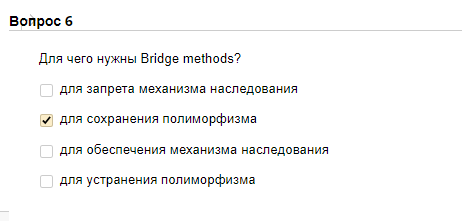 Вопрос 6
Для чего нужны Bridge methods?
для запрета механизма наследования
для сохранения полиморфизма
для обеспечения механизма наследования
для устранения полиморфизма